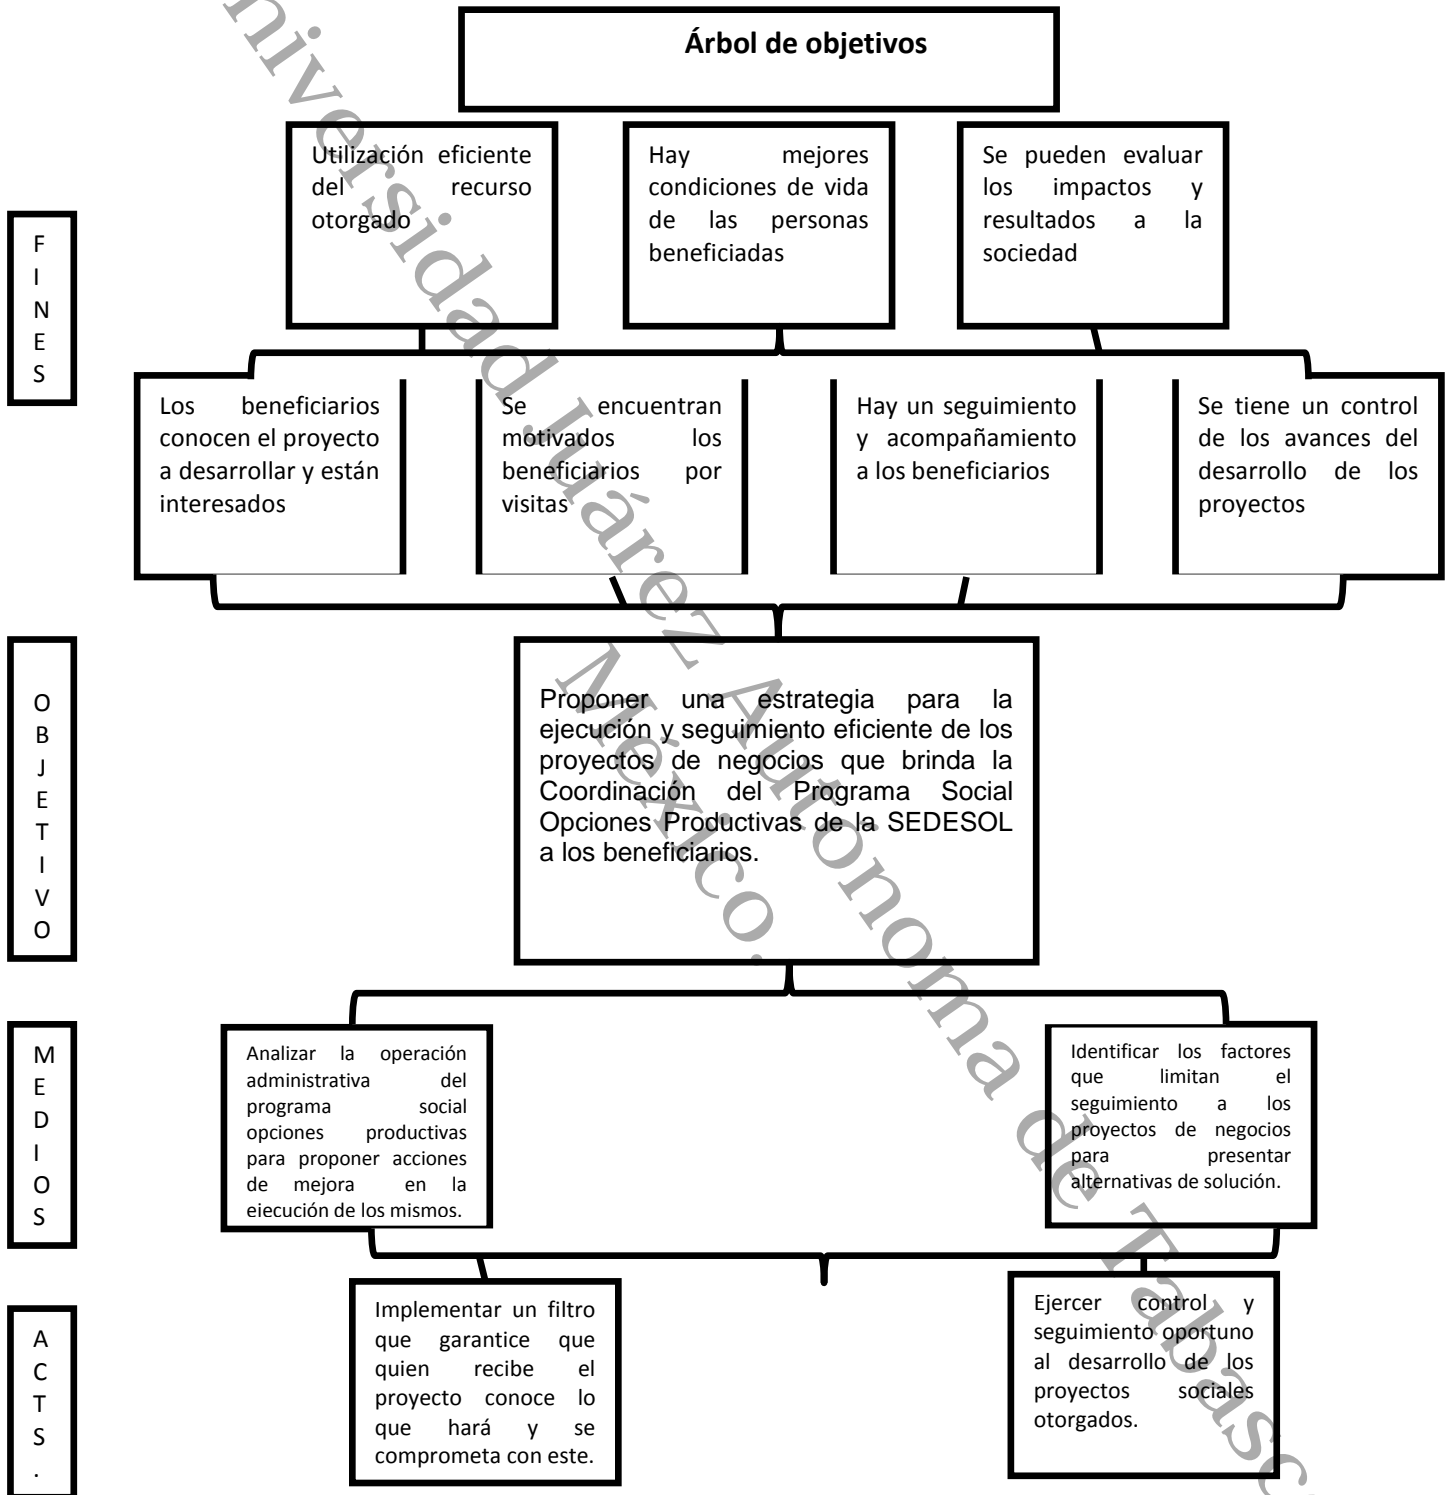 Árbol de objetivos
Utilización eficiente
del recurso
otorgado
Hay mejores
condiciones de vida
de las personas
beneficiadas
Se pueden evaluar
los impactos y
resultados a la
sociedad
F
I
N
E
S
Los beneficiarios
conocen el proyecto
a desarrollar y están
interesados
Se encuentran
motivados los
beneficiarios por
visitas
Hay un seguimiento
y acompañamiento
a los beneficiarios
Se tiene un control
de los avances del
desarrollo de los
proyectos
O
B
J
E
T
I
V
O
Proponer una estrategia para la
ejecución y seguimiento eficiente de los
proyectos de negocios que brinda la
Coordinación del Programa Social
Opciones Productivas de la SEDESOL
a los beneficiarios.
M
E
D
I
O
S
Analizar la operación
administrativa del
programa social
opciones productivas
para proponer acciones
de mejora en la
ejecución de los mismos.
Identificar los factores
que limitan el
seguimiento a los
proyectos de negocios
para presentar
alternativas de solución.
A
C
T
S
.
Implementar un filtro
que garantice que
quien recibe el
proyecto conoce lo
que hará y se
comprometa con este.
Ejercer control y
seguimiento oportuno
al desarrollo de los
proyectos sociales
otorgados.
niversidad Juárez Autónoma de Tabasc
México.